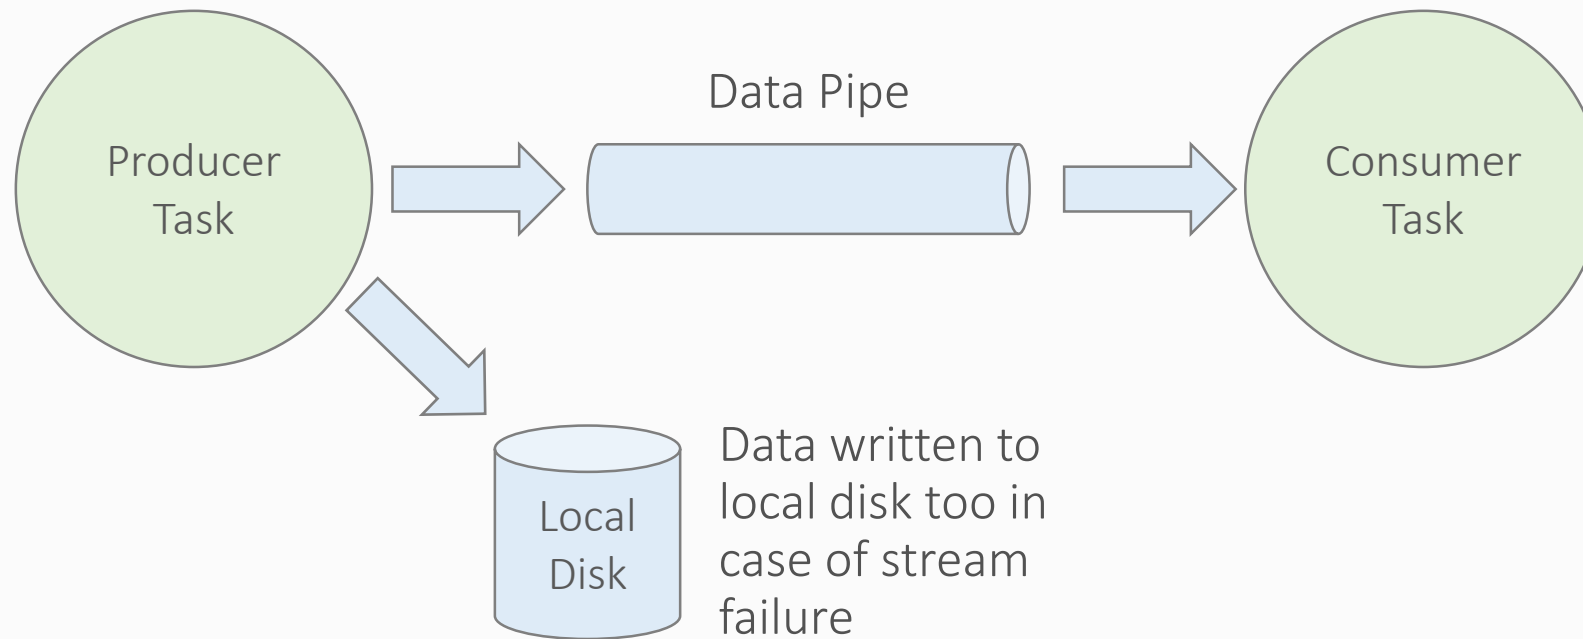 Data Pipe
Producer
Task
Consumer
Task
Local
Disk
Data written to
local disk too in
case of stream
failure